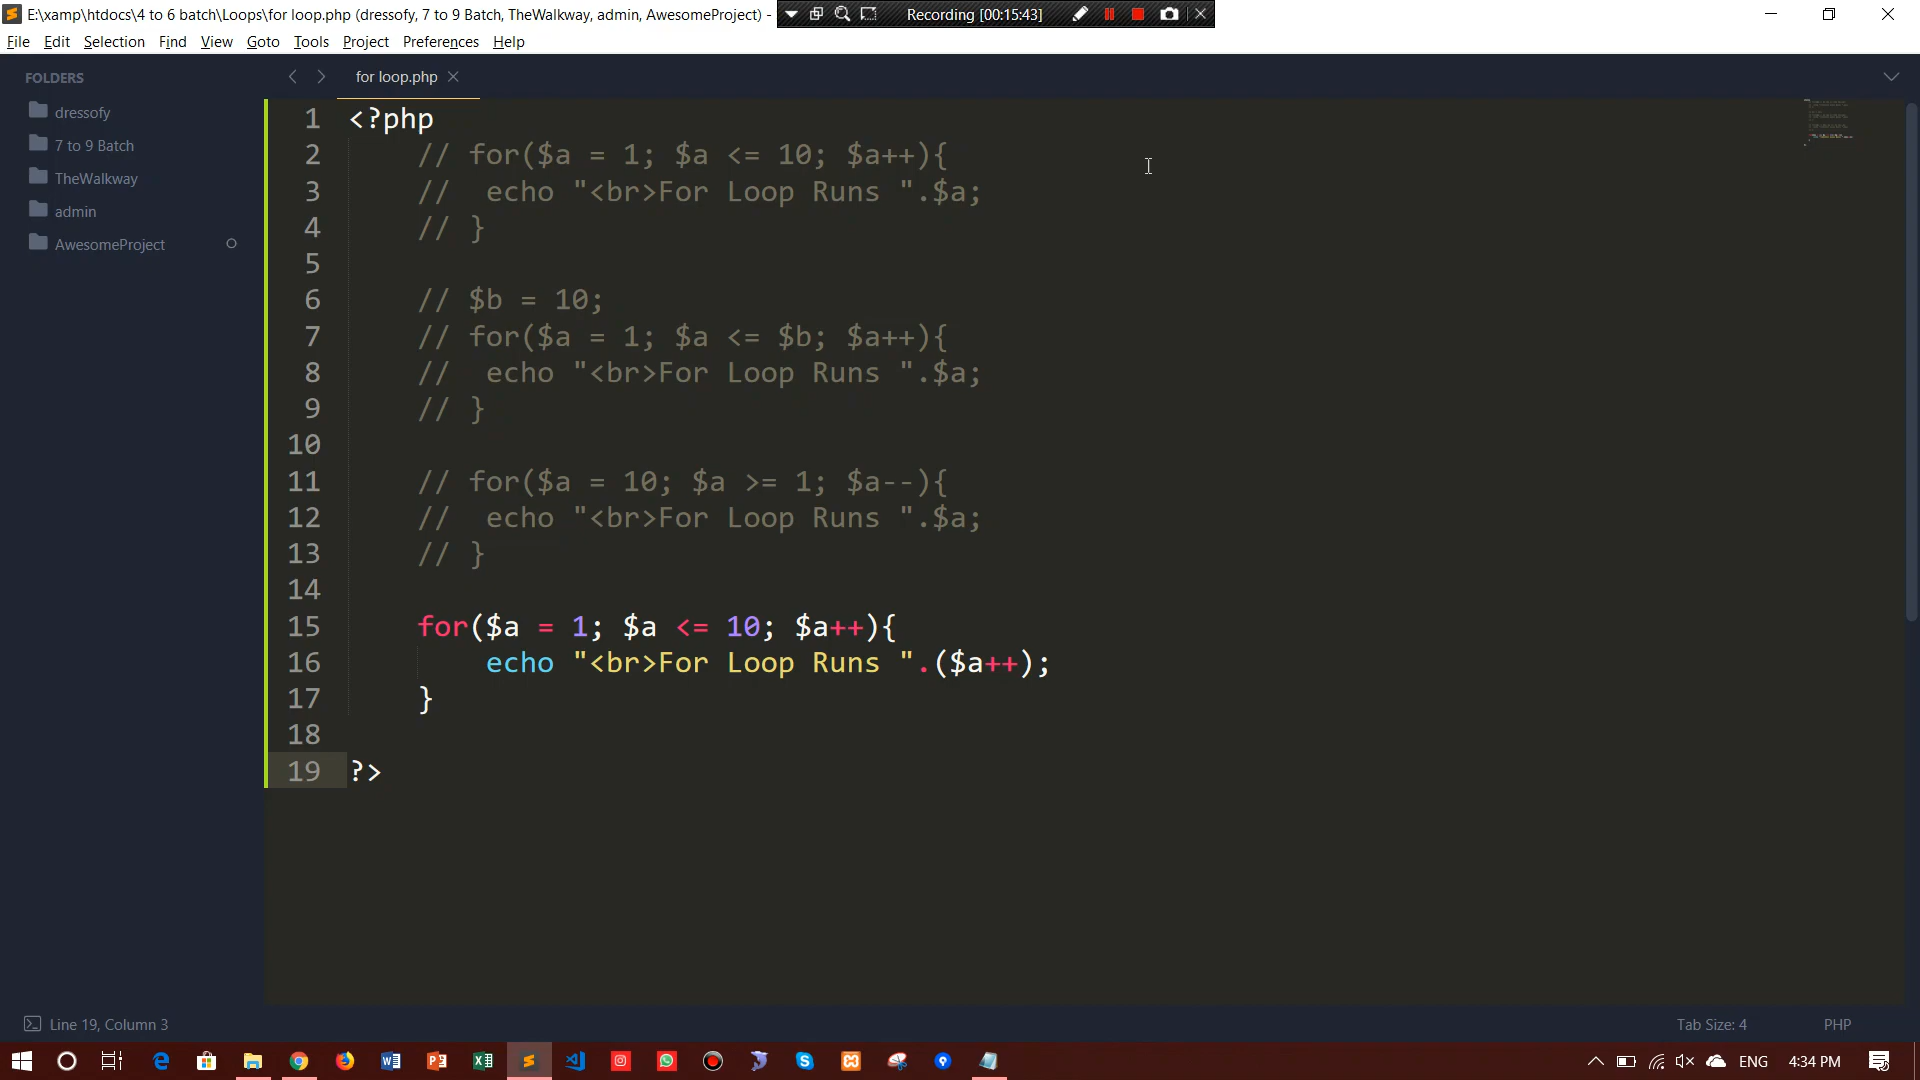 E:\xamp\htdocs\4 to 6 batch\Loops\for loop.php (dressofy, 7 to 9 Batch, TheWalkway, admin, AwesomeProject) -
Recording [00:15:43]
File Edit Selection Find View Goto Tools Project Preferences Help
FOLDERS
dressofy
7 to 9 Batch
TheWalkway
admin
AwesomeProject
for loop.php
1 <?php
2 // for($a = 1; $a <= 10; $a++){
3 //  echo "<br>For Loop Runs ".$a;
4 // }
5
6 // $b = 10;
7 // for($a = 1; $a <= $b; $a++){
8 //  echo "<br>For Loop Runs ".$a;
9 // }
10
11 // for($a = 10; $a >= 1; $a--){
12 //  echo "<br>For Loop Runs ".$a;
13 // }
14
15 for($a = 1; $a <= 10; $a++){
16 echo "<br>For Loop Runs ".($a++);
17 }
18
19 ?>
Line 19, Column 3
Tab Size: 4
PHP
ENG
4:34 PM